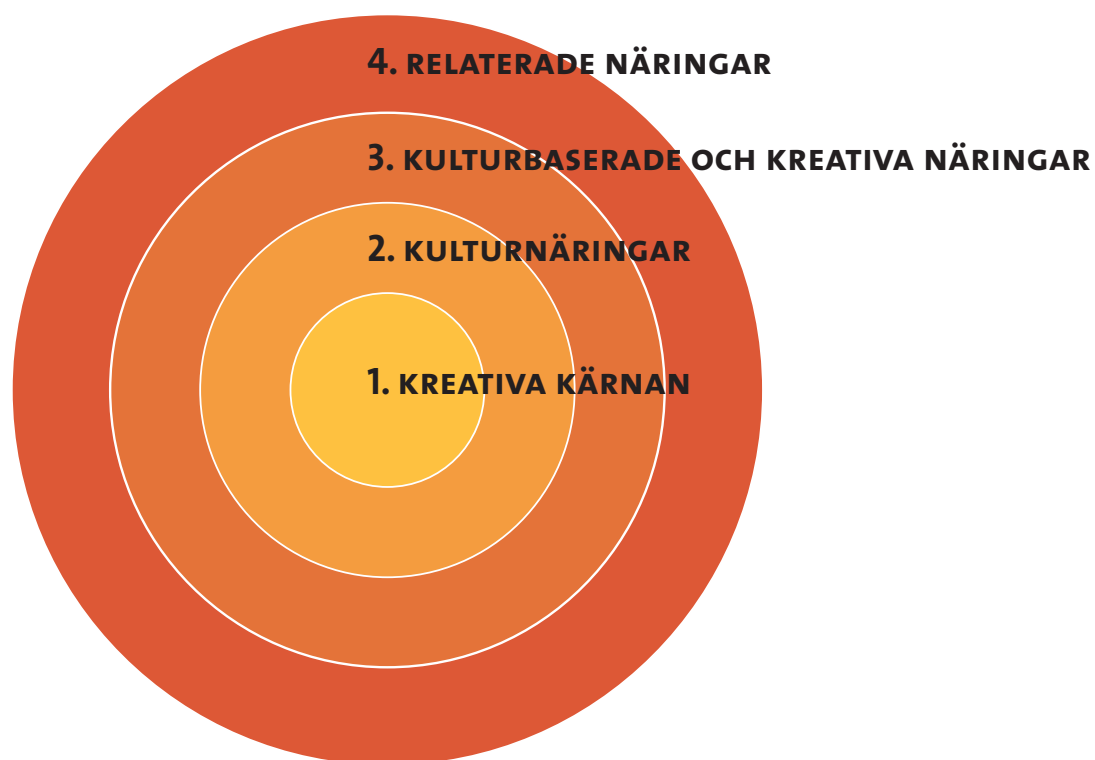 4. RELATERADE NÄRINGAR
3. KULTURBASERADE OCH KREATIVA NÄRINGAR
2. KULTURNÄRINGAR
1. KREATIVA KÄRNAN